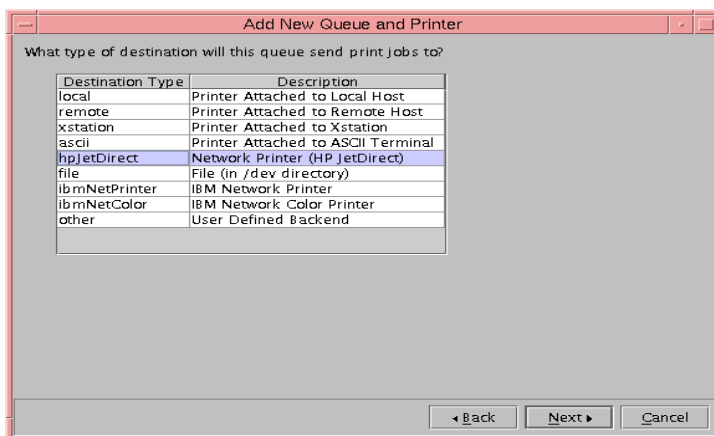 Add New Queue and Printer
What type of destination will this queue send print jobs to?
Destination Type Description
local Printer Attached to Local Host
remote Printer Attached to Remote Host
xstation Printer Attached to Xstation
ascii Printer Attached to ASCII Terminal
hpJetDirect Network Printer (HP JetDirect)
file File (in /dev directory)
ibmNetPrinter IBM Network Printer
ibmNetColor IBM Network Color Printer
other User Defined Backend
Back Next Cancel